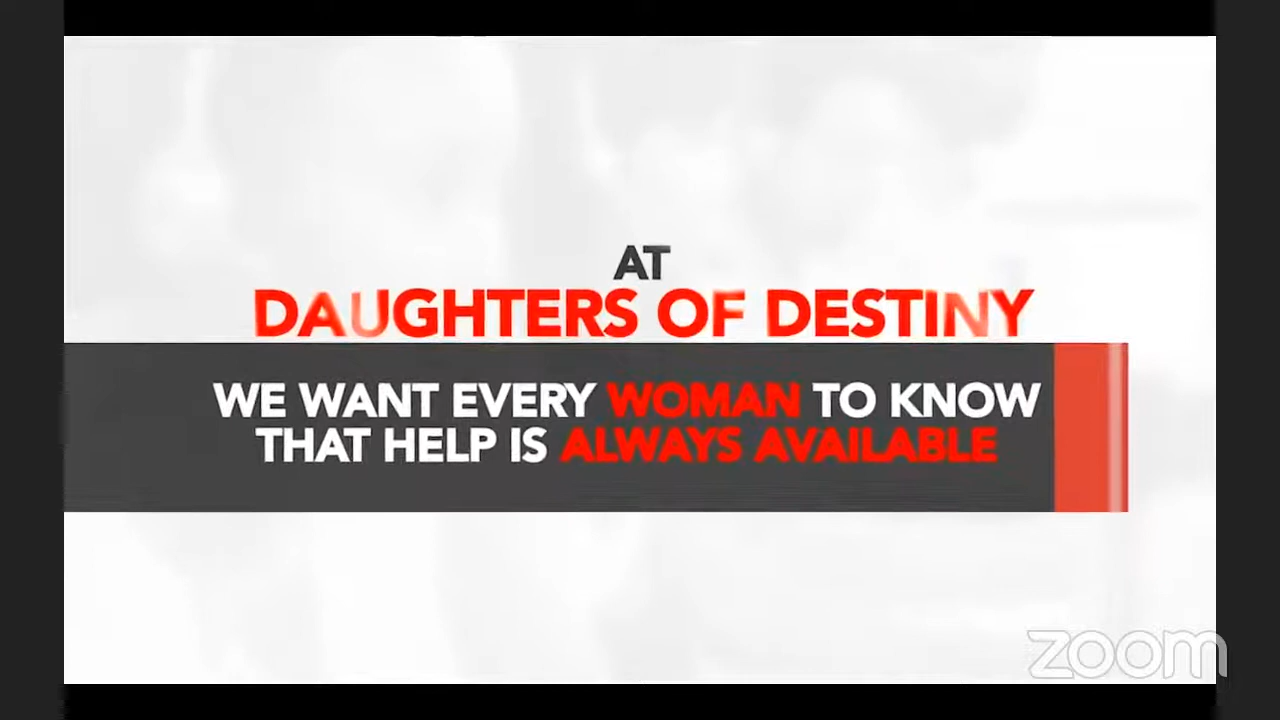 AT
DAUGHTERS OF DESTINY
WE WANT EVERY WOMAN TO KNOW
THAT HELP IS ALWAYS AVAILABLE
zoom